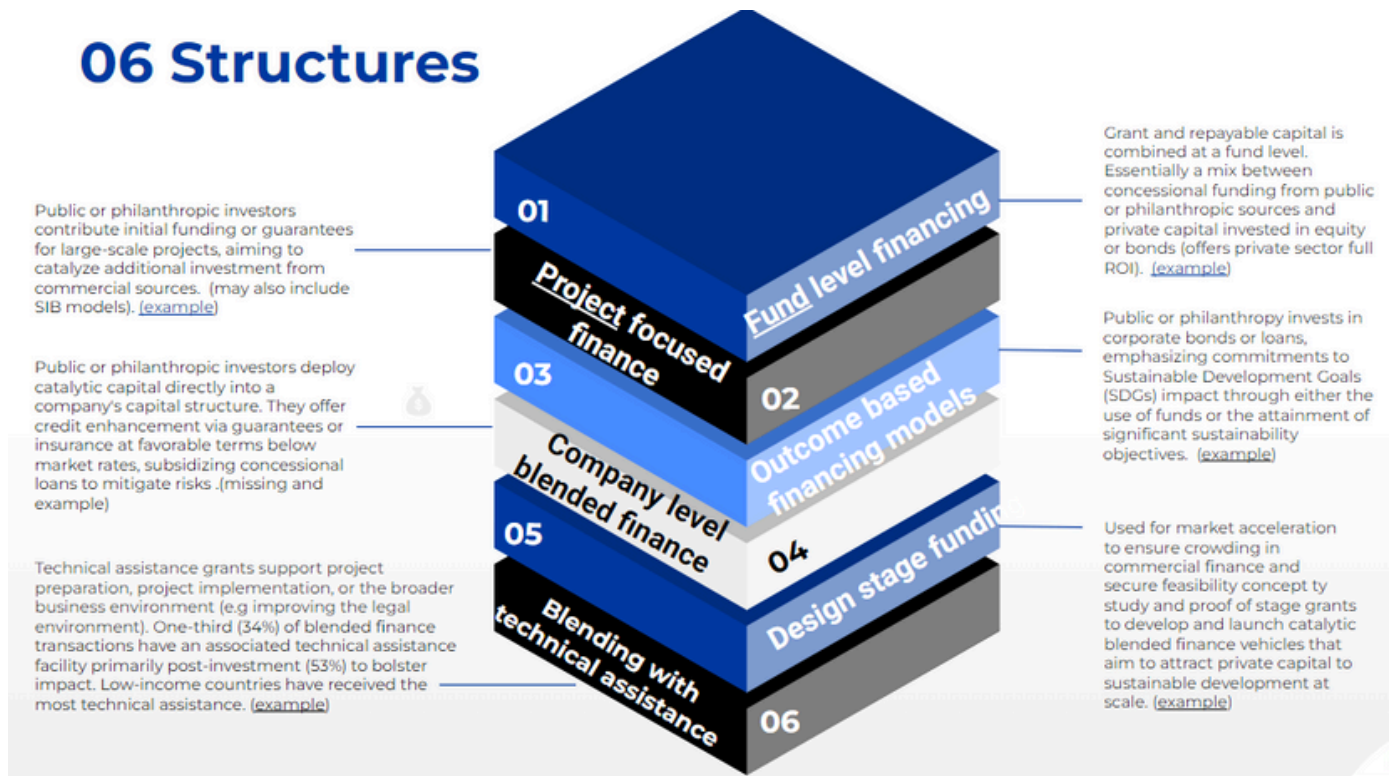 06 Structures
01
Fund level financing
Grant and repayable capital is
combined at a fund level.
Essentially a mix between
concessional funding from public
or philanthropic sources and
private capital invested in equity
or bonds (offers private sector full
ROI). (example)
Public or philanthropic investors
contribute initial funding or guarantees
for large-scale projects, aiming to
catalyze additional investment from
commercial sources. (may also include
SIB models). (example)
Project focused
finance
02
03
Outcome based
financing models
Public or philanthropy invests in
corporate bonds or loans,
emphasizing commitments to
Sustainable Development Goals
(SDGs) impact through either the
use of funds or the attainment of
significant sustainability
objectives. (example)
Public or philanthropic investors deploy
catalytic capital directly into a
company's capital structure. They offer
credit enhancement via guarantees or
insurance at favorable terms below
market rates, subsidizing concessional
loans to mitigate risks .(missing and
example)
Company level
blended finance
04
05
Design stage funding
Used for market acceleration
to ensure crowding in
commercial finance and
secure feasibility concept ty
study and proof of stage grants
to develop and launch catalytic
blended finance vehicles that
aim to attract private capital to
sustainable development at
scale. (example)
Technical assistance grants support project
preparation, project implementation, or the broader
business environment (e.g improving the legal
environment). One-third (34%) of blended finance
transactions have an associated technical assistance
facility primarily post-investment (53%) to bolster
impact. Low-income countries have received the
most technical assistance. (example)
Blending with
technical assistance
06